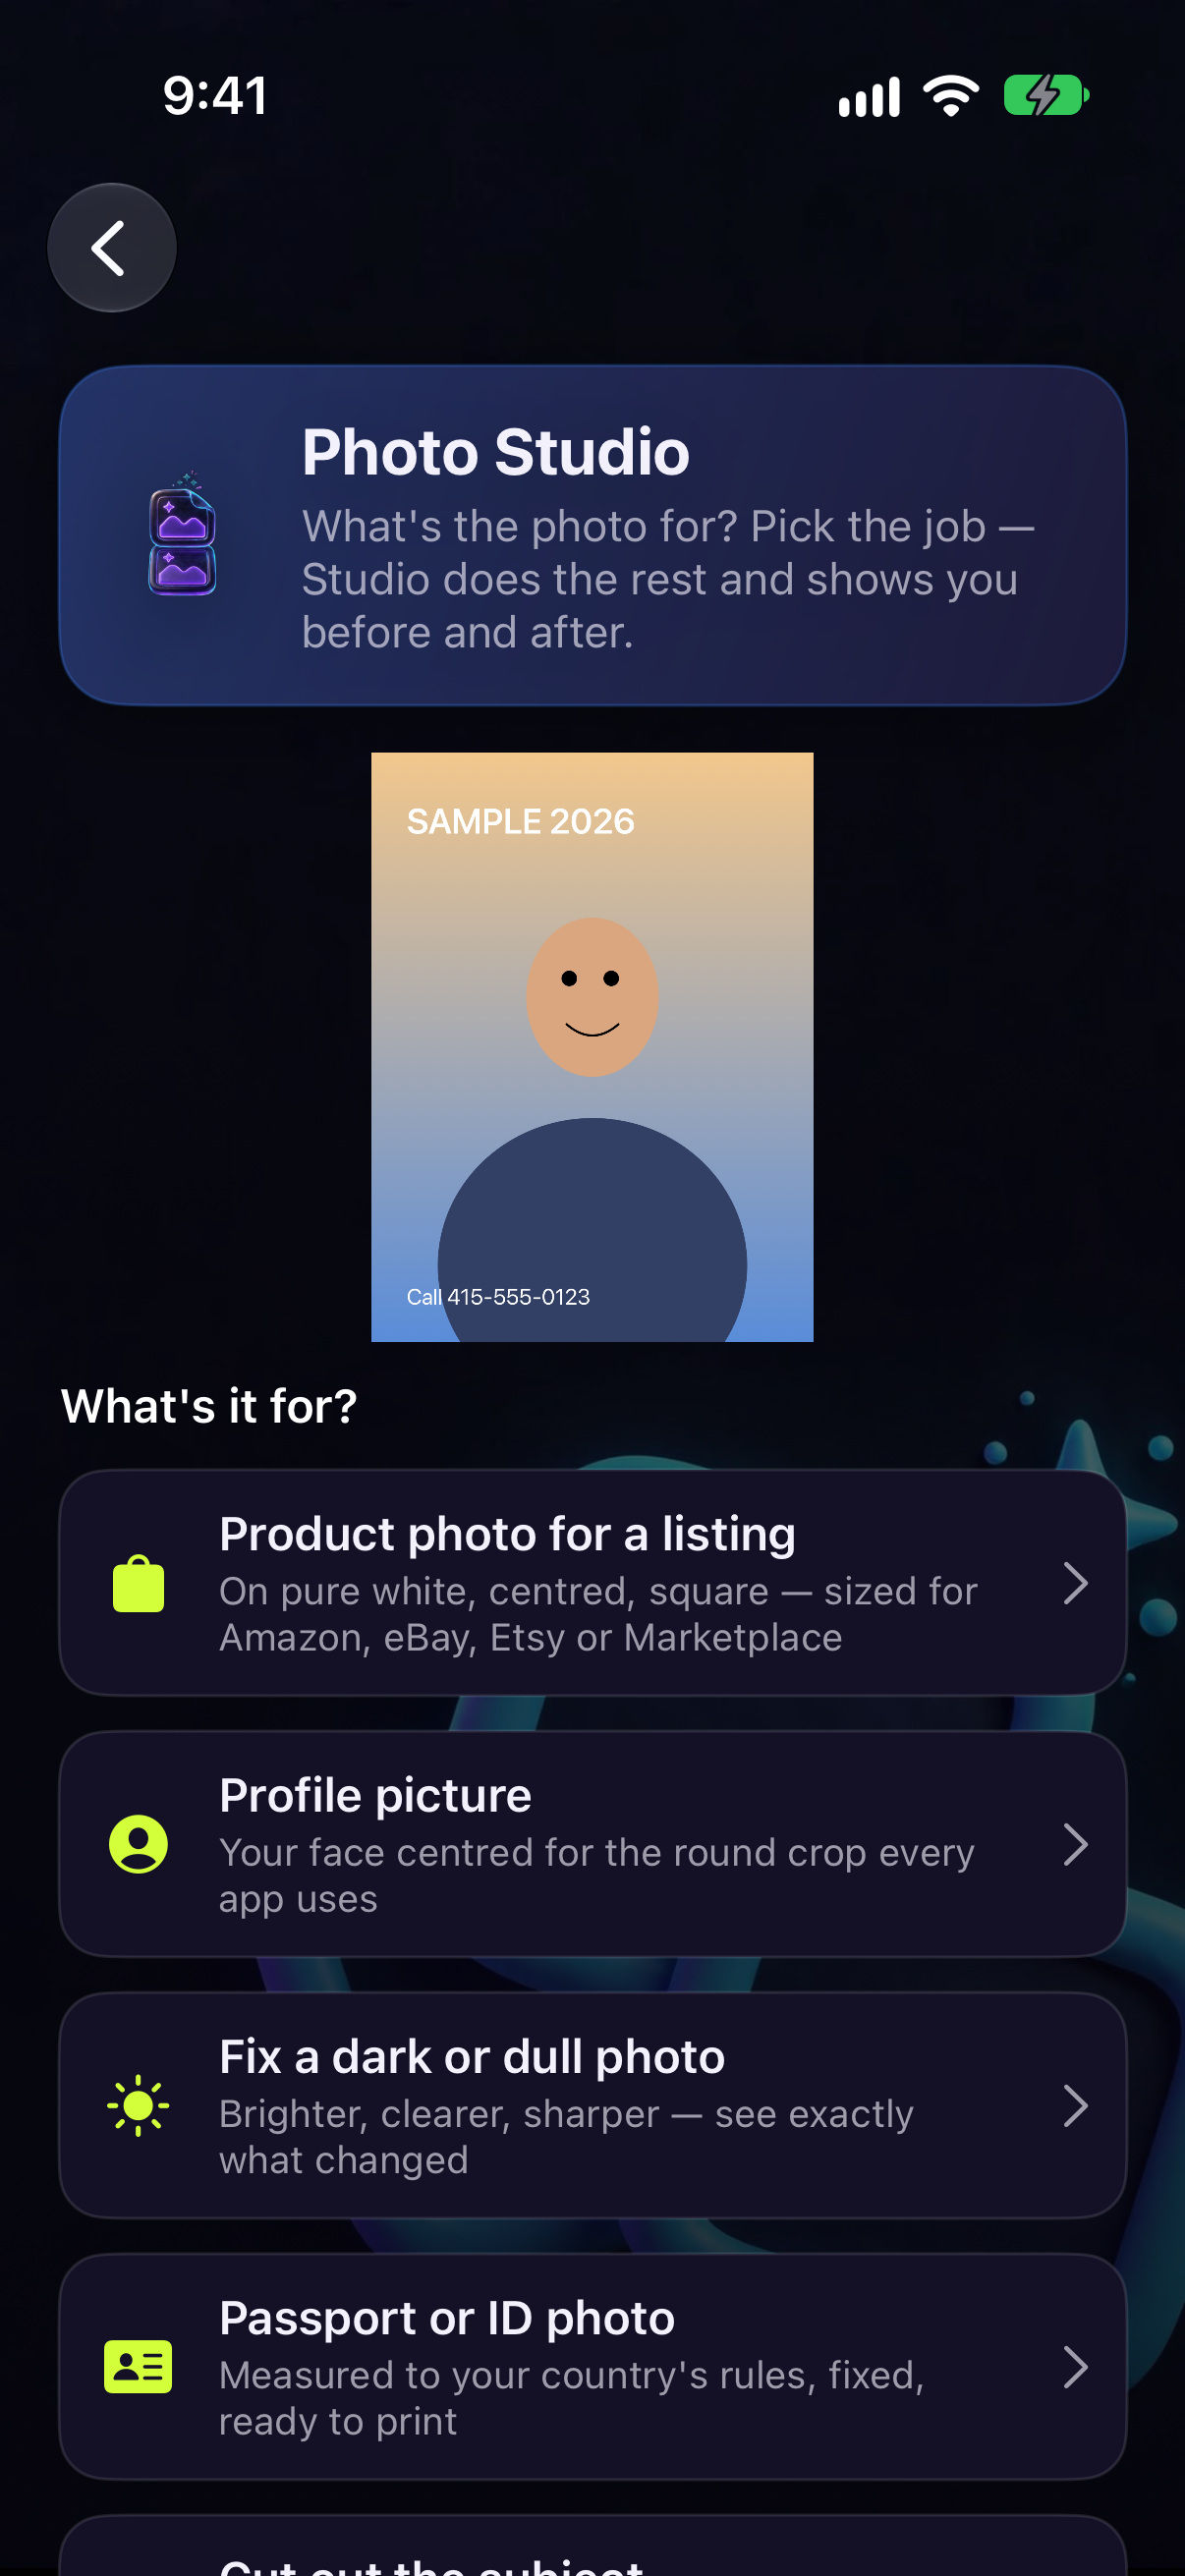 9:41
Photo Studio
What's the photo for? Pick the job —
Studio does the rest and shows you
before and after.
SAMPLE 2026
Call 415-555-0123
What's it for?
Product photo for a listing
On pure white, centred, square — sized for
Amazon, eBay, Etsy or Marketplace
Profile picture
Your face centred for the round crop every
app uses
Fix a dark or dull photo
Brighter, clearer, sharper — see exactly
what changed
Passport or ID photo
Measured to your country's rules, fixed,
ready to print
Cut out the subject